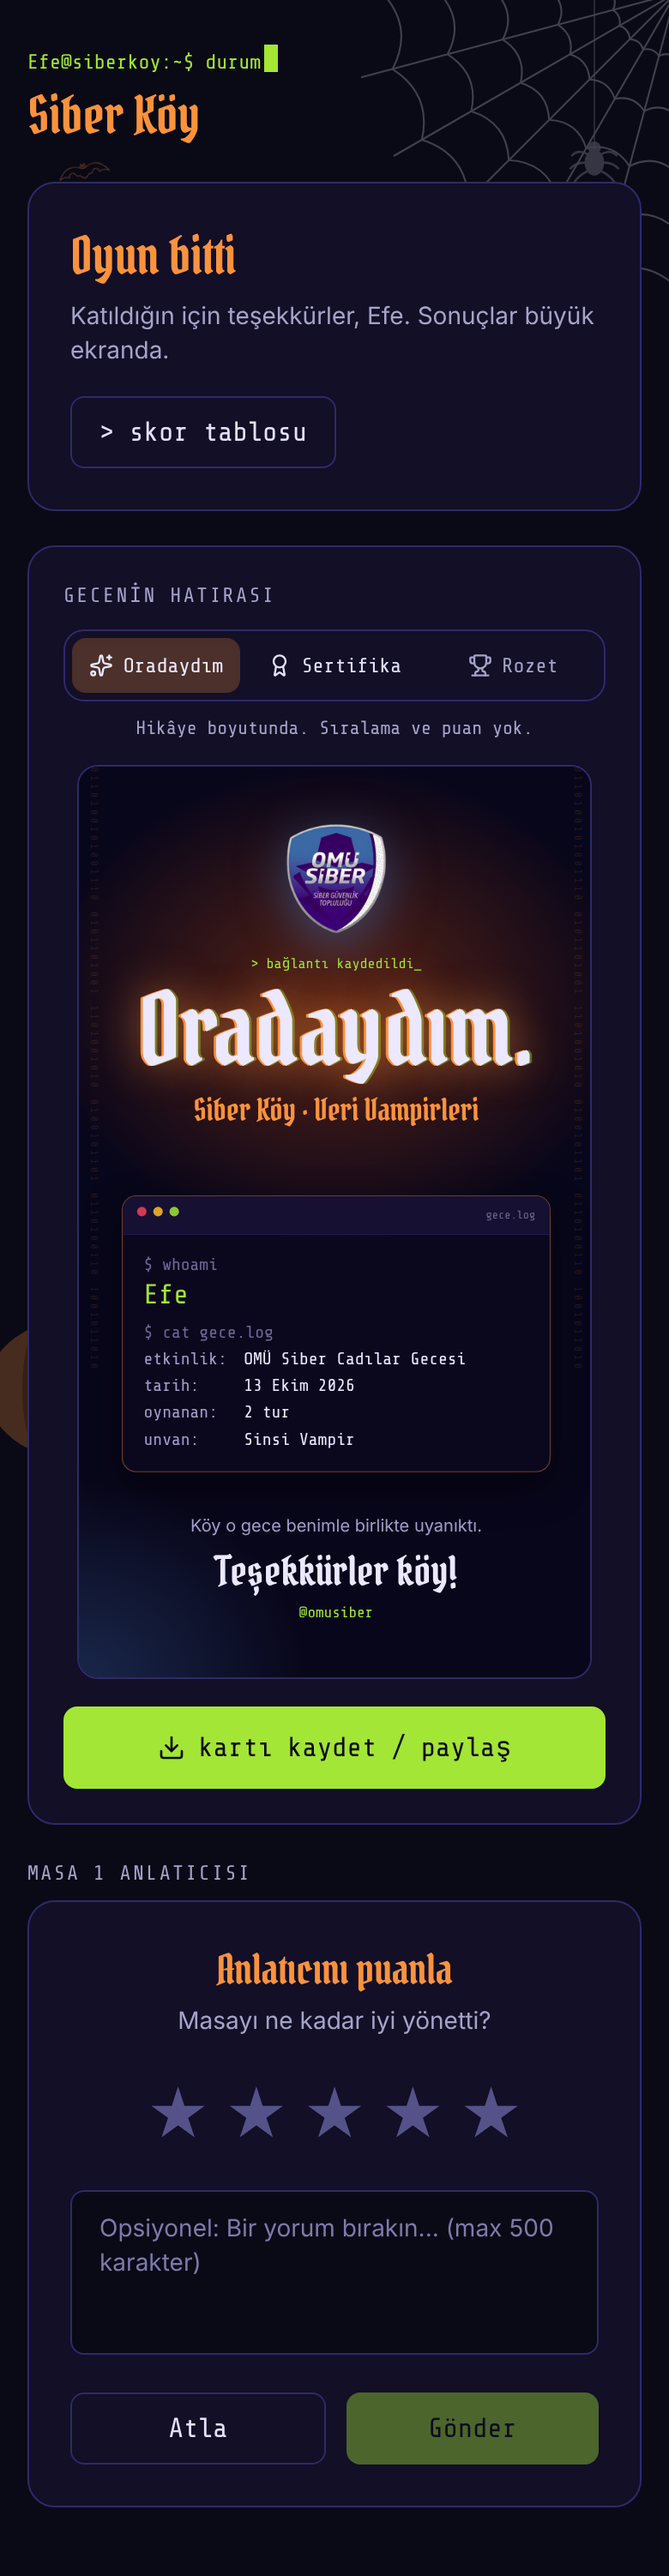 Efe@siberkoy:~$ durum
Siber Köy
Oyun bitti
Katıldığın için teşekkürler, Efe. Sonuçlar büyük
ekranda.
> skor tablosu
GECENİN HATIRASI
Oradaydım
Sertifika
Rozet
Hikâye boyutunda. Sıralama ve puan yok.
OMÜ
SİBER
SİBER GÜVENLİK
TOPLULUĞU
> bağlantı kaydedildi_
Oradaydım.
Siber Köy · Veri Vampirleri
gece.log
$ whoami
Efe
$ cat gece.log
etkinlik: OMÜ Siber Cadılar Gecesi
tarih: 13 Ekim 2026
oynanan: 2 tur
unvan: Sinsi Vampir
Köy o gece benimle birlikte uyanıktı.
Teşekkürler köy!
@omusiber
kartı kaydet / paylaş
MASA 1 ANLATICISI
Anlatıcını puanla
Masayı ne kadar iyi yönetti?
Opsiyonel: Bir yorum bırakın... (max 500
karakter)
Atla
Gönder